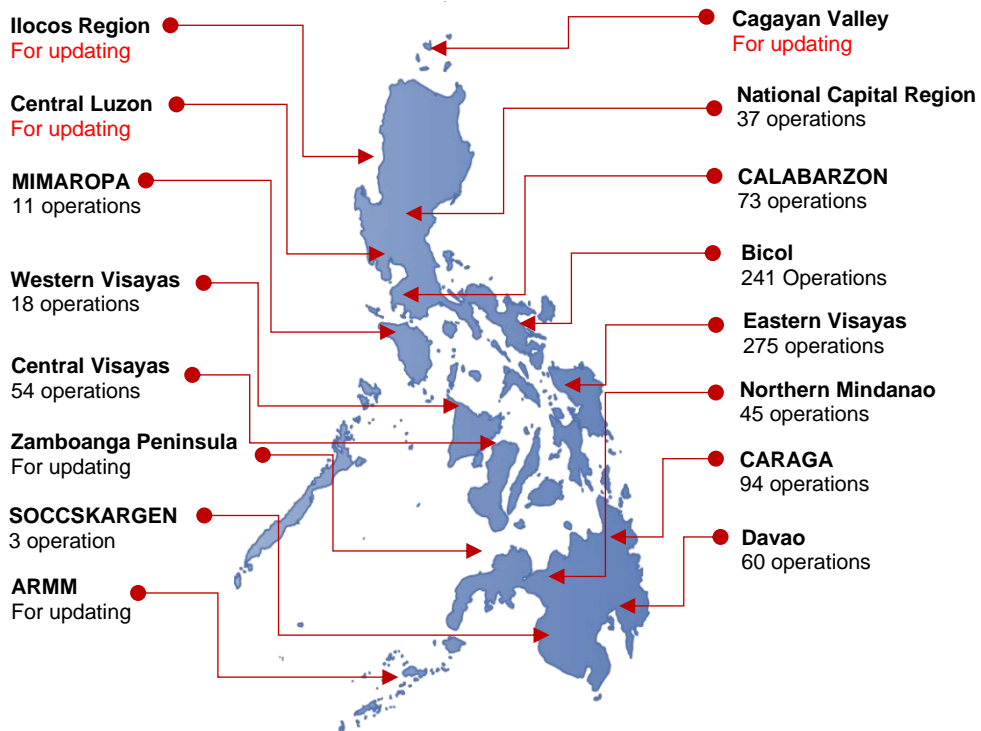 Ilocos Region
For updating
Central Luzon
For updating
MIMAROPA
11 operations
Western Visayas
18 operations
Central Visayas
54 operations
Zamboanga Peninsula
For updating
SOCCSKARGEN
3 operation
ARMM
For updating
Cagayan Valley
For updating
National Capital Region
37 operations
CALABARZON
73 operations
Bicol
241 Operations
Eastern Visayas
275 operations
Northern Mindanao
45 operations
CARAGA
94 operations
Davao
60 operations